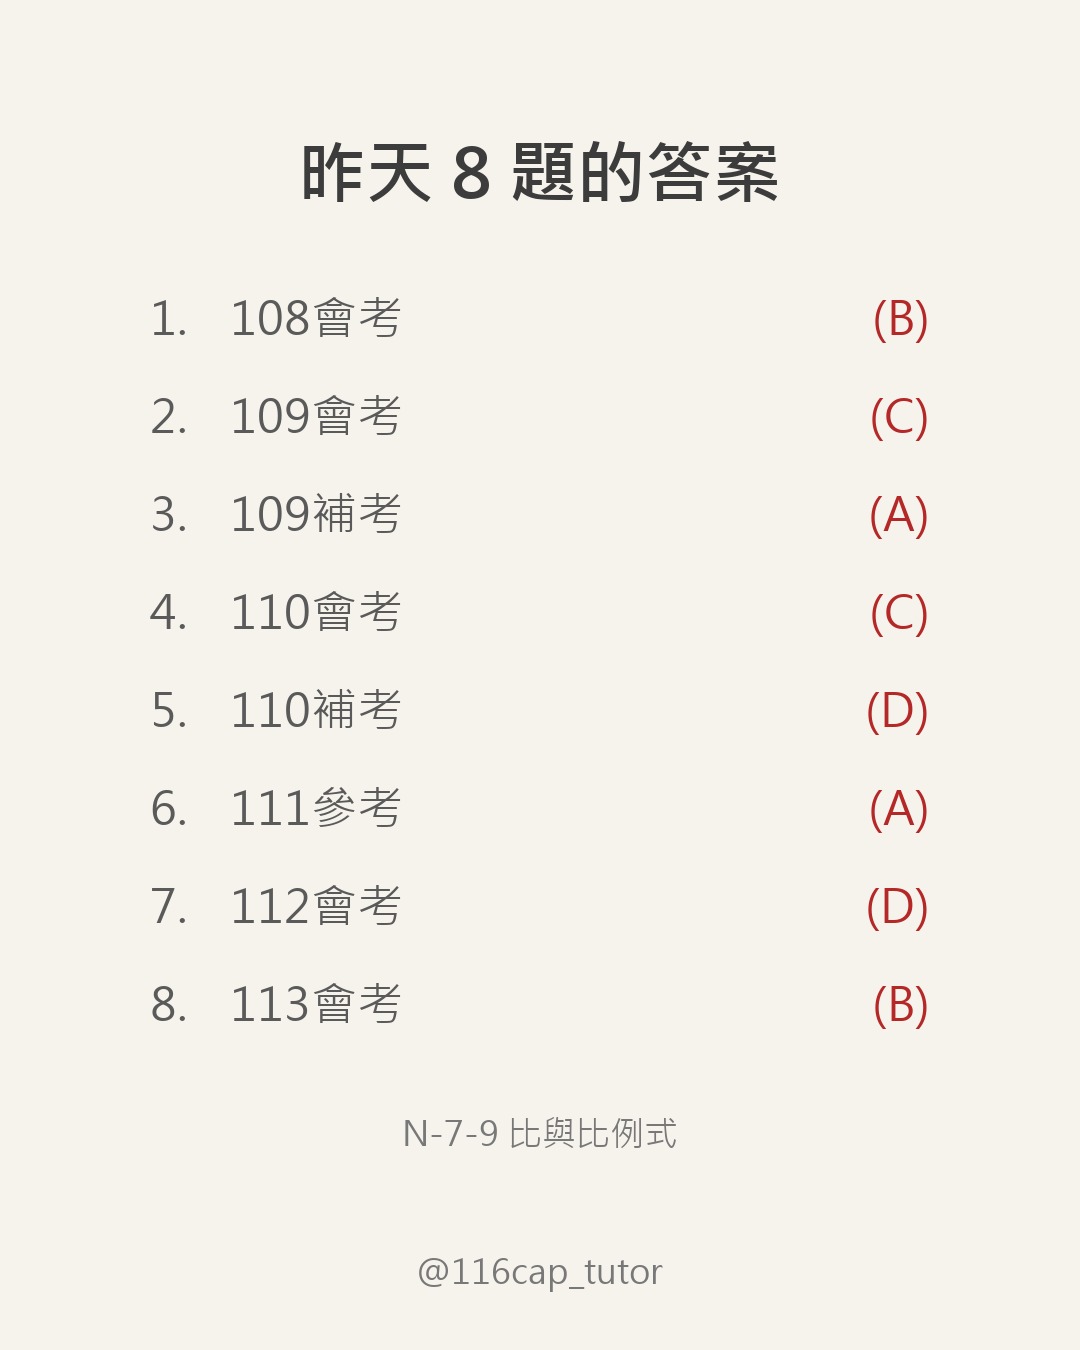 昨天 8 題的答案
1. 108會考 (B)
2. 109會考 (C)
3. 109補考 (A)
4. 110會考 (C)
5. 110補考 (D)
6. 111參考 (A)
7. 112會考 (D)
8. 113會考 (B)
N-7-9 比與比例式
@116cap_tutor